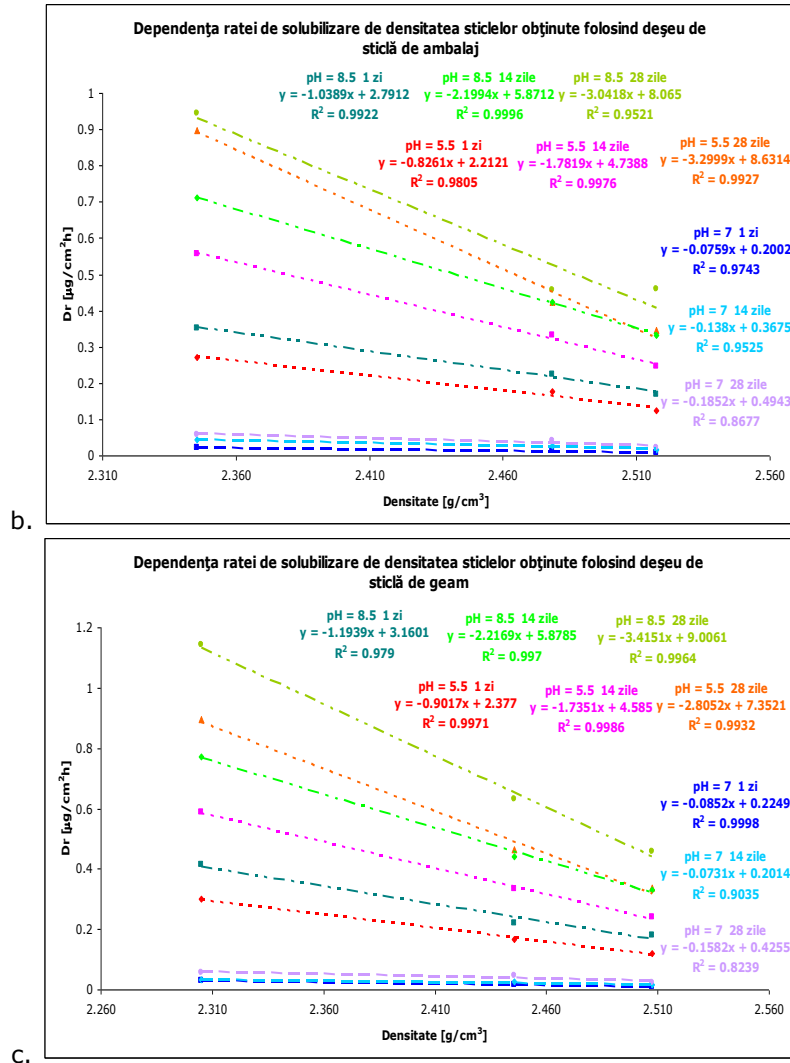 Dependența ratei de solubilizare de densitatea sticlelor obținute folosind deșeu de
sticlă de ambalaj
pH = 8.5 1 zi
y = -1.0389x + 2.7912
R² = 0.9922
pH = 8.5 14 zile
y = -2.1994x + 5.8712
R² = 0.9996
pH = 8.5 28 zile
y = -3.0418x + 8.065
R² = 0.9521
pH = 5.5 1 zi
y = -0.8261x + 2.2121
R² = 0.9805
pH = 5.5 14 zile
y = -1.7819x + 4.7388
R² = 0.9976
pH = 5.5 28 zile
y = -3.2999x + 8.6314
R² = 0.9927
pH = 7 1 zi
y = -0.0759x + 0.2002
R² = 0.9743
pH = 7 14 zile
y = -0.138x + 0.3675
R² = 0.9525
pH = 7 28 zile
y = -0.1852x + 0.4943
R² = 0.8677
Dr [µg/cm²h]
1
0.9
0.8
0.7
0.6
0.5
0.4
0.3
0.2
0.1
0
2.310 2.360 2.410 2.460 2.510 2.560
Densitate [g/cm³]
b.
Dependența ratei de solubilizare de densitatea sticlelor obținute folosind deșeu de
sticlă de geam
pH = 8.5 1 zi
y = -1.1939x + 3.1601
R² = 0.979
pH = 8.5 14 zile
y = -2.2169x + 5.8785
R² = 0.997
pH = 8.5 28 zile
y = -3.4151x + 9.0061
R² = 0.9964
pH = 5.5 1 zi
y = -0.9017x + 2.377
R² = 0.9971
pH = 5.5 14 zile
y = -1.7351x + 4.585
R² = 0.9986
pH = 5.5 28 zile
y = -2.8052x + 7.3521
R² = 0.9932
pH = 7 1 zi
y = -0.0852x + 0.2249
R² = 0.9998
pH = 7 14 zile
y = -0.0731x + 0.2014
R² = 0.9035
pH = 7 28 zile
y = -0.1582x + 0.4255
R² = 0.8239
Dr [µg/cm²h]
1.2
1
0.8
0.6
0.4
0.2
0
2.260 2.310 2.360 2.410 2.460 2.510 2.560
Densitate [g/cm³]
c.